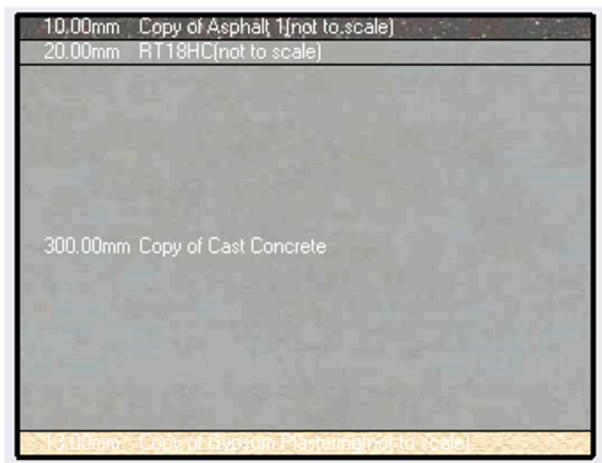 10.00mm Copy of Asphalt 1(not to scale)
20.00mm RT18HC(not to scale)
300.00mm Copy of Cast Concrete
13.00mm Copy of Gypsum Plastering(not to scale)